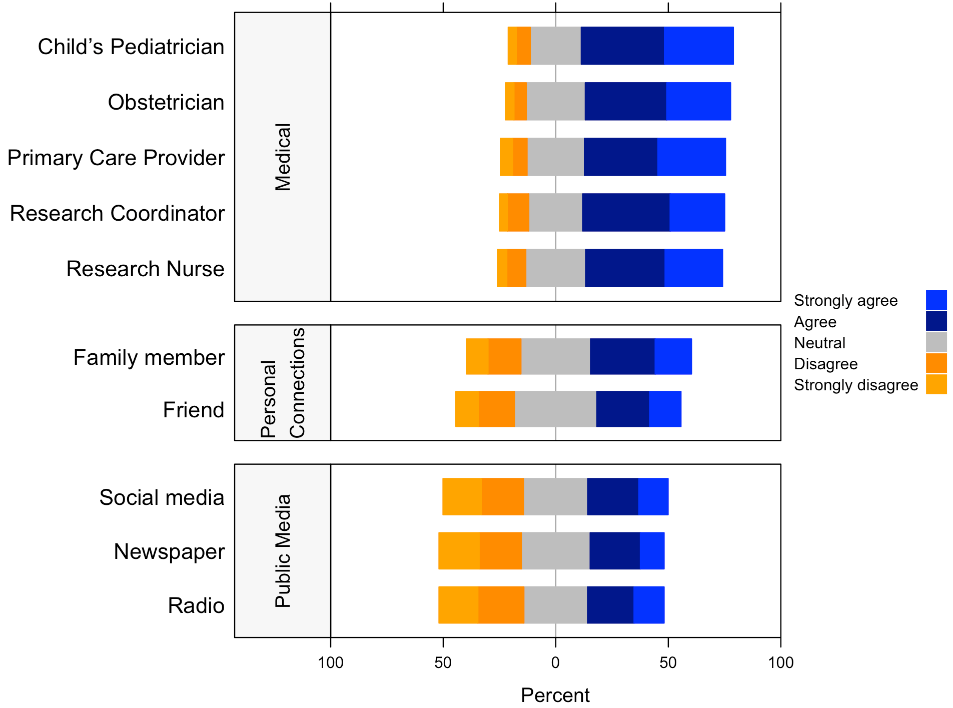 Child’s Pediatrician
Obstetrician
Primary Care Provider
Research Coordinator
Research Nurse
Medical
Family member
Friend
Personal
Connections
Social media
Newspaper
Radio
Public Media
Strongly agree
Agree
Neutral
Disagree
Strongly disagree
100 50 0 50 100
Percent